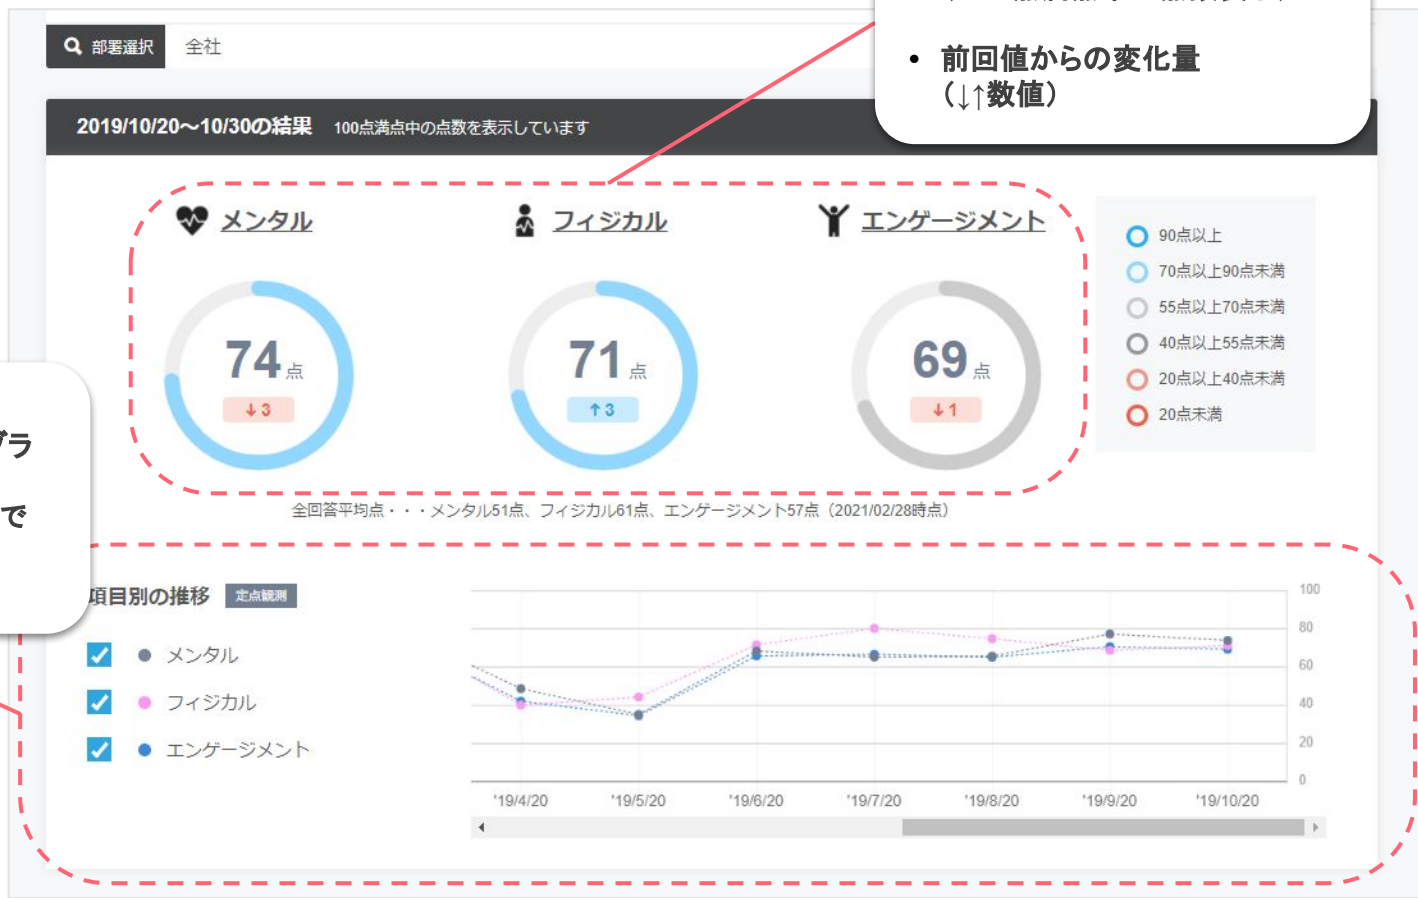 部署選択 全社
• 前回値からの変化量
（↓↑数値）
2019/10/20～10/30の結果 100点満点中の点数を表示しています
メンタル フィジカル エンゲージメント
74点 71点 69点
↓3 ↑3 ↓1
90点以上
70点以上90点未満
55点以上70点未満
40点以上55点未満
20点以上40点未満
20点未満
全回答平均点・・・メンタル51点、フィジカル61点、エンゲージメント57点（2021/02/28時点）
グラ
で
項目別の推移 定点観測
メンタル
フィジカル
エンゲージメント
100
80
60
40
20
0
'19/4/20 '19/5/20 '19/6/20 '19/7/20 '19/8/20 '19/9/20 '19/10/20